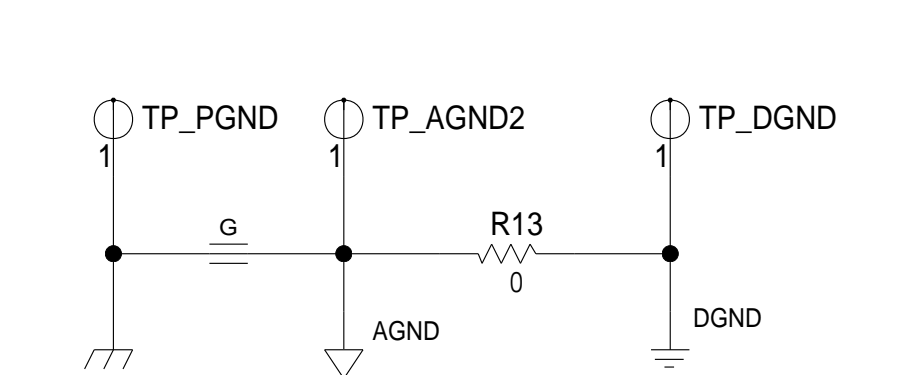 TP_PGND
TP_AGND2
TP_DGND
1
1
1
G
R13
0
AGND
DGND